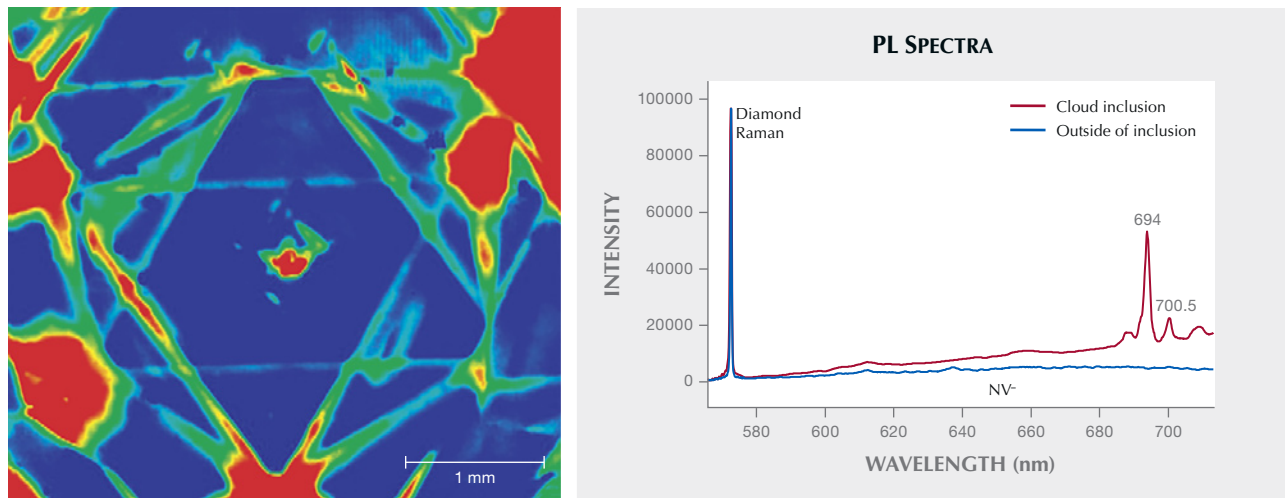 1 mm
PL SPECTRA
INTENSITY
100000
80000
60000
40000
20000
0
Diamond
Raman
Cloud inclusion
Outside of inclusion
694
700.5
NV-
580 600 620 640 660 680 700
WAVELENGTH (nm)